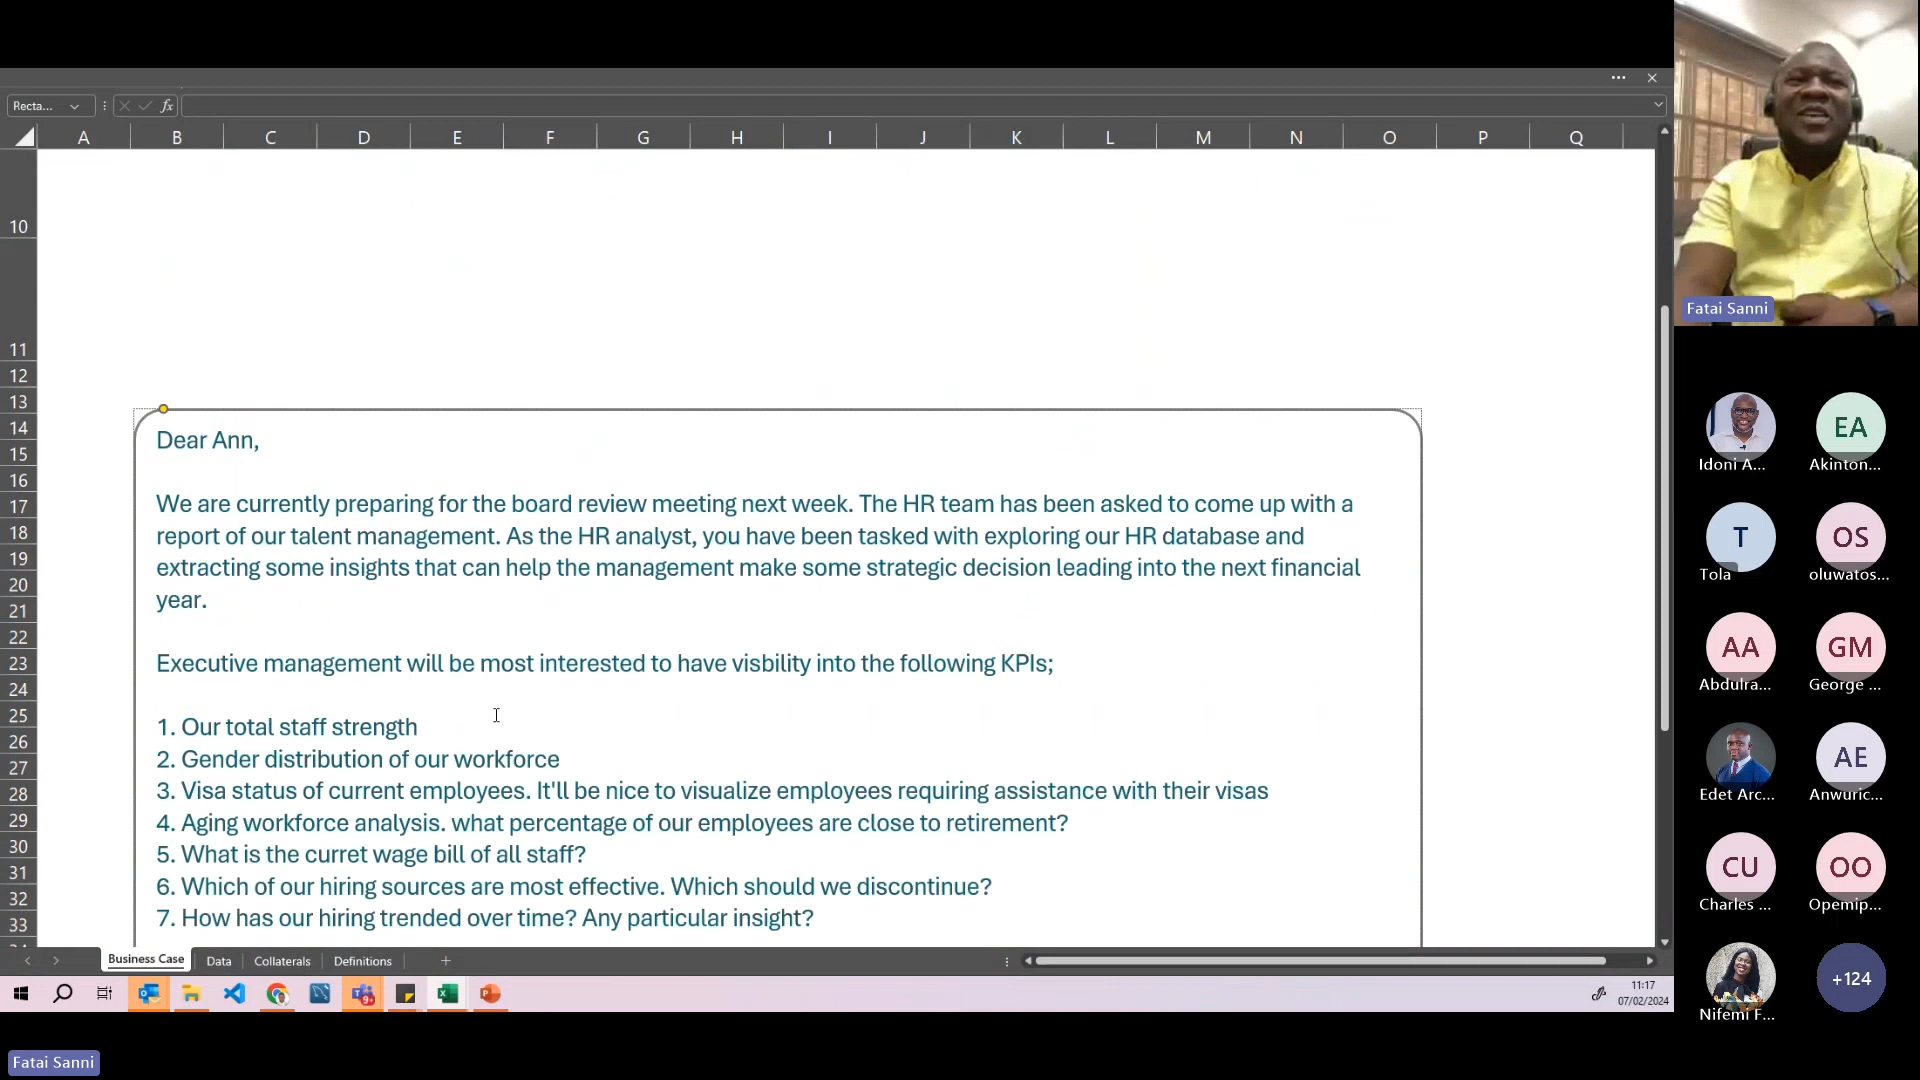 Recta...
fx
A B C D E F G H I J K L M N O P Q
10
11
12
13
14
15
16
17
18
19
20
21
22
23
24
25
26
27
28
29
30
31
32
33
Dear Ann,
We are currently preparing for the board review meeting next week. The HR team has been asked to come up with a
report of our talent management. As the HR analyst, you have been tasked with exploring our HR database and
extracting some insights that can help the management make some strategic decision leading into the next financial
year.
Executive management will be most interested to have visbility into the following KPIs;
1. Our total staff strength
2. Gender distribution of our workforce
3. Visa status of current employees. It'll be nice to visualize employees requiring assistance with their visas
4. Aging workforce analysis. what percentage of our employees are close to retirement?
5. What is the curret wage bill of all staff?
6. Which of our hiring sources are most effective. Which should we discontinue?
7. How has our hiring trended over time? Any particular insight?
Business Case Data Collaterals Definitions
9+
11:17
07/02/2024
Fatai Sanni
Fatai Sanni
Idoni A...
EA
Akinton...
T
Tola
OS
oluwatos...
AA
Abdulra...
GM
George ...
Edet Arc...
AE
Anwuric...
CU
Charles ...
OO
Opemip...
Nifemi F...
+124